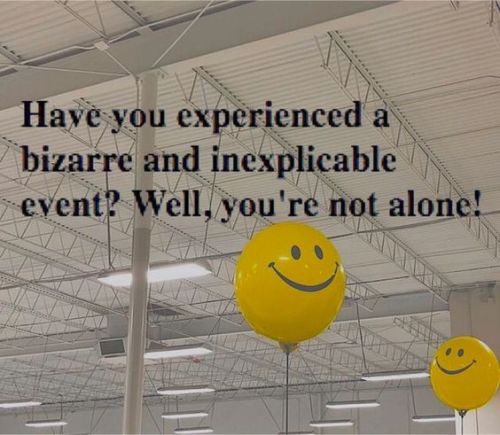 Have you experienced a
bizarre and inexplicable
event? Well, you're not alone!